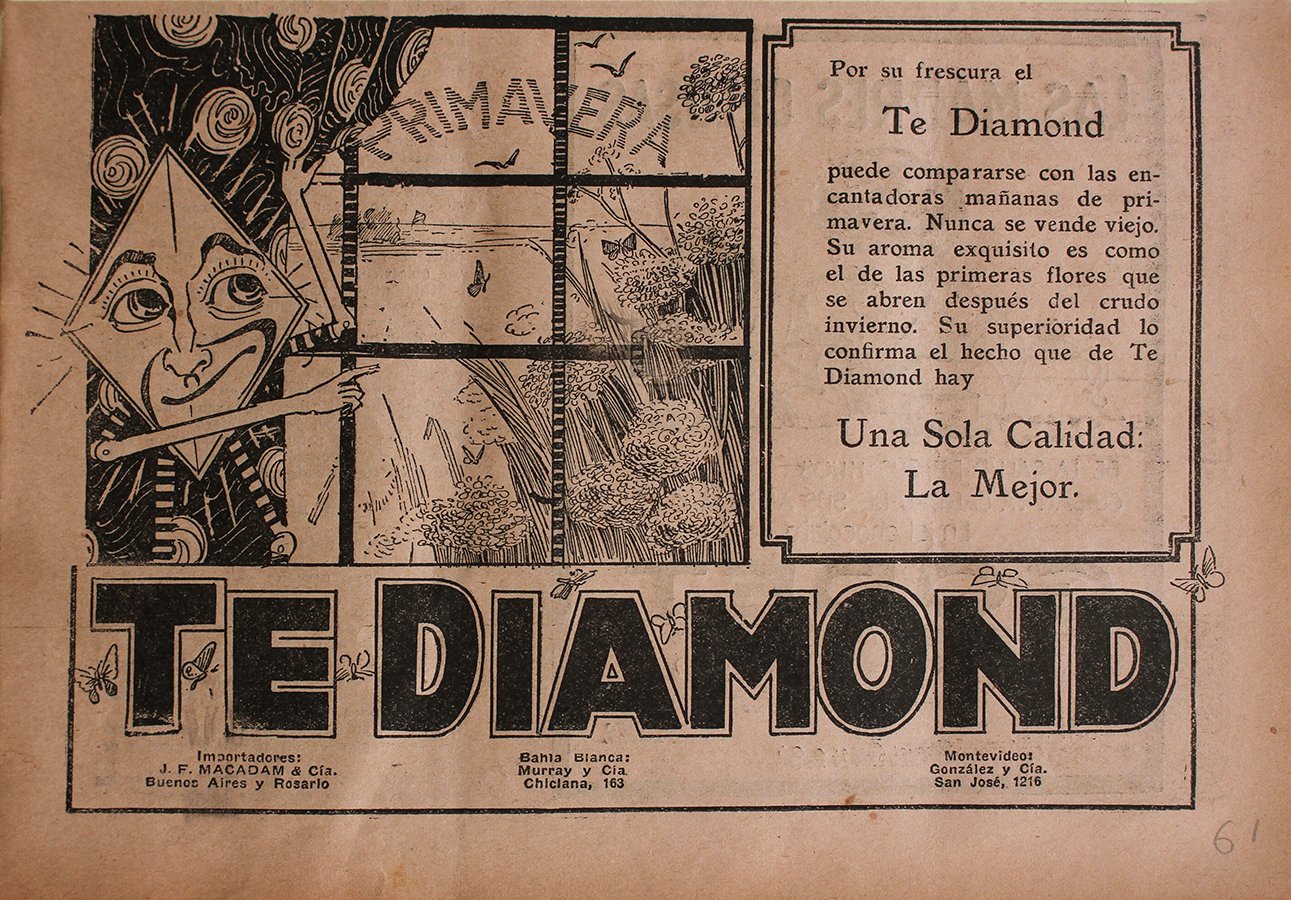 PRIMAVERA
Por su frescura el
Te Diamond
puede compararse con las en-
cantadoras mañanas de pri-
mavera. Nunca se vende viejo.
Su aroma exquisito es como
el de las primeras flores que
se abren después del crudo
invierno. Su superioridad lo
confirma el hecho que de Te
Diamond hay
Una Sola Calidad:
La Mejor.
TE DIAMOND
Importadores:
J. F. MACADAM & Cía.
Buenos Aires y Rosario
Bahía Blanca:
Murray y Cía
Chiclana, 163
Montevideo:
González y Cía.
San José, 1216
61